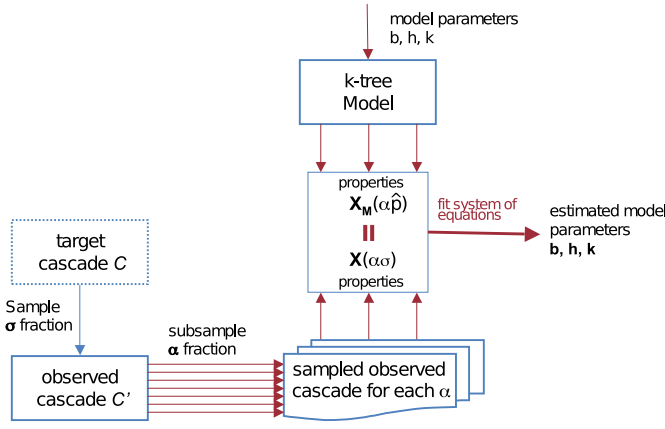 model parameters
b, h, k
k-tree
Model
properties
X_M(αp̂)
=
X(ασ)
properties
fit system of
equations
estimated model
parameters
b, h, k
target
cascade C
Sample
σ fraction
subsample
α fraction
observed
cascade C'
sampled observed
cascade for each α